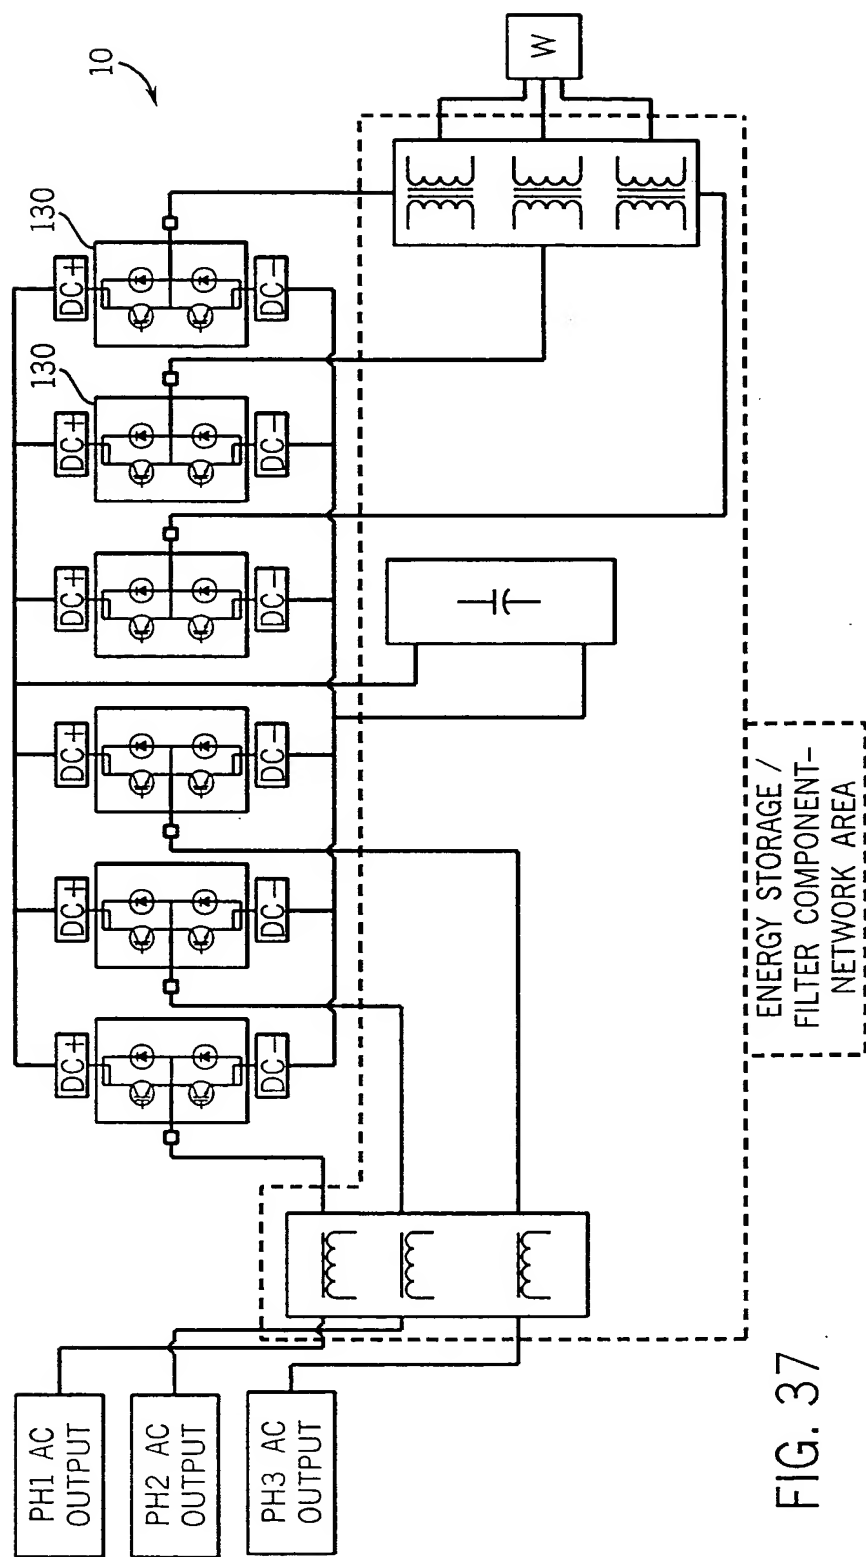 10
130
130
DC+
DC+
DC+
DC+
DC+
DC+
DC-
DC-
DC-
DC-
DC-
DC-
W
PH1 AC
OUTPUT
PH2 AC
OUTPUT
PH3 AC
OUTPUT
ENERGY STORAGE /
FILTER COMPONENT-
NETWORK AREA
FIG. 37